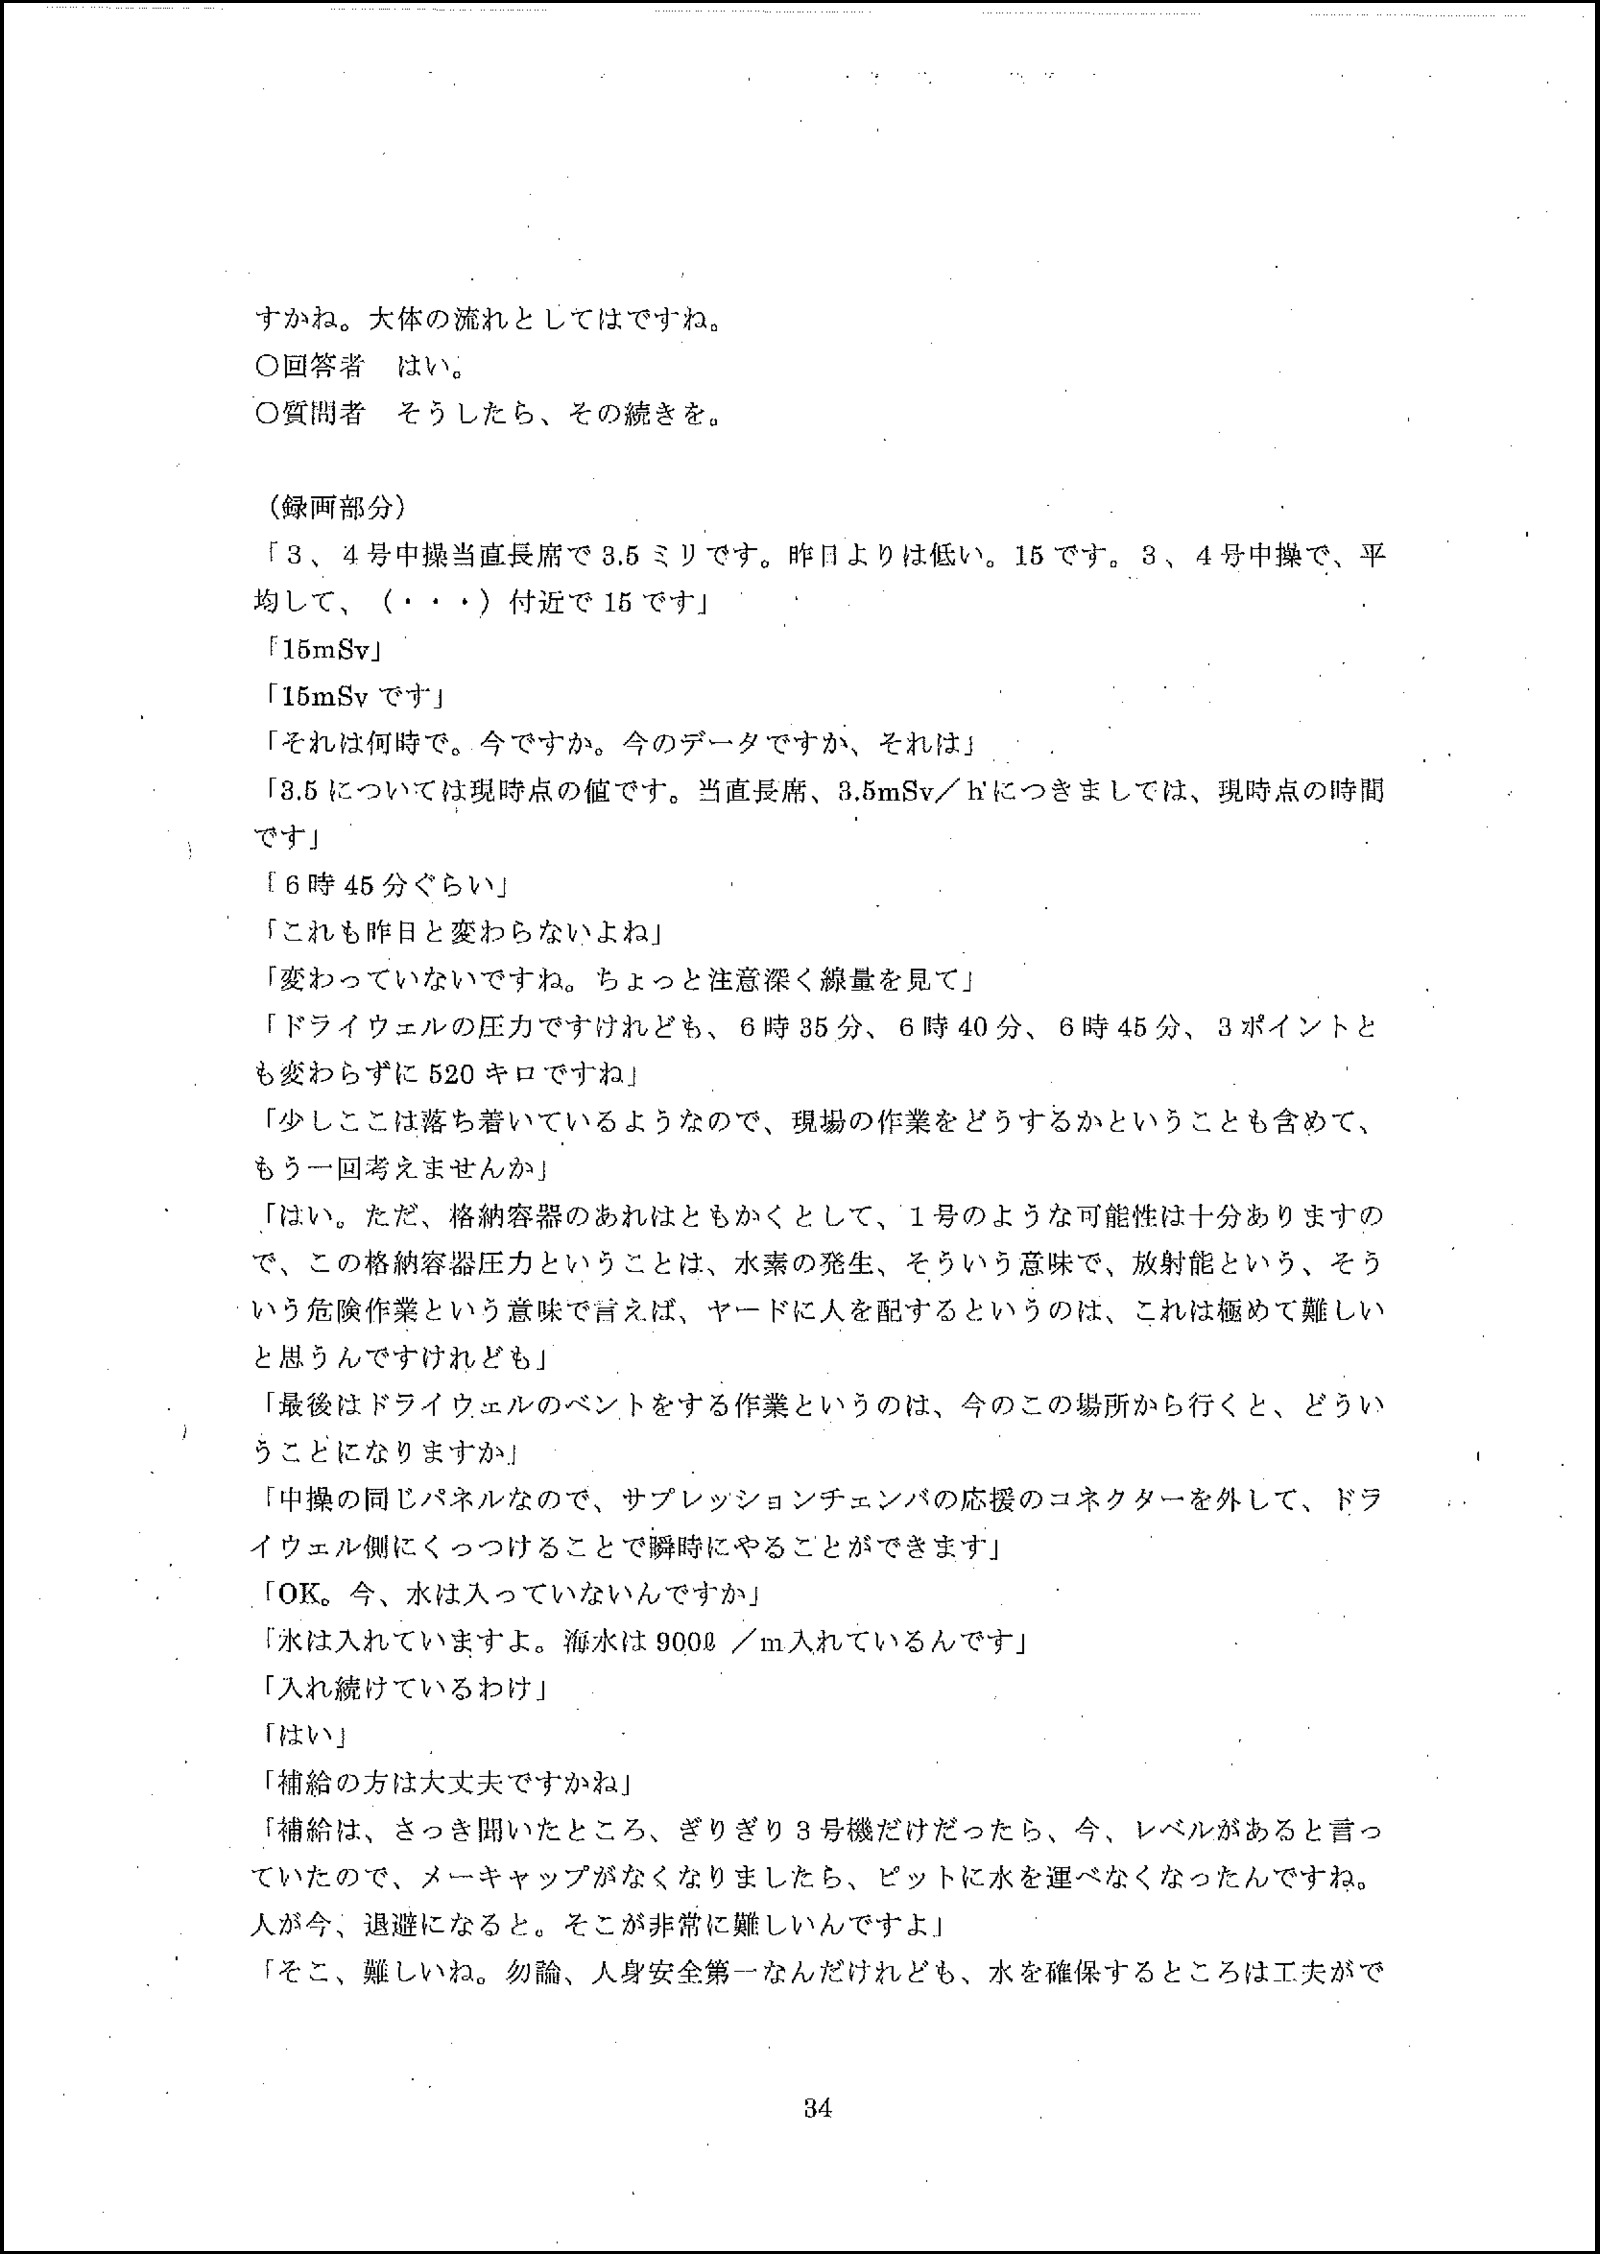 すかね。大体の流れとしてはですね。
○回答者　はい。
○質問者　そうしたら、その続きを。
（録画部分）
「３、４号中操当直長席で 3.5 ミリです。昨日よりは低い。15 です。３、４号中操で、平
均して、（・・・）付近で 15 です」
「15mSv」
「15mSv です」
「それは何時で。今ですか。今のデータですか、それは」
「3.5 については現時点の値です。当直長席、3.5mSv／ｈにつきましては、現時点の時間
です」
「６時 45 分ぐらい」
「これも昨日と変わらないよね」
「変わっていないですね。ちょっと注意深く線量を見て」
「ドライウェルの圧力ですけれども、６時 35 分、６時 40 分、６時 45 分、３ポイントと
も変わらずに 520 キロですね」
「少しここは落ち着いているようなので、現場の作業をどうするかということも含めて、
もう一回考えませんか」
「はい。ただ、格納容器のあれはともかくとして、１号のような可能性は十分ありますの
で、この格納容器圧力ということは、水素の発生、そういう意味で、放射能という、そう
いう危険作業という意味で言えば、ヤードに人を配するというのは、これは極めて難しい
と思うんですけれども」
「最後はドライウェルのベントをする作業というのは、今のこの場所から行くと、どうい
うことになりますか」
「中操の同じパネルなので、サプレッションチェンバの応援のコネクターを外して、ドラ
イウェル側にくっつけることで瞬時にやることができます」
「OK。今、水は入っていないんですか」
「水は入れていますよ。海水は 900ℓ ／ｍ入れているんです」
「入れ続けているわけ」
「はい」
「補給の方は大丈夫ですかね」
「補給は、さっき聞いたところ、ぎりぎり３号機だけだったら、今、レベルがあると言っ
ていたので、メーキャップがなくなりましたら、ピットに水を運べなくなったんですね。
人が今、退避になると。そこが非常に難しいんですよ」
「そこ、難しいね。勿論、人身安全第一なんだけれども、水を確保するところは工夫がで
34